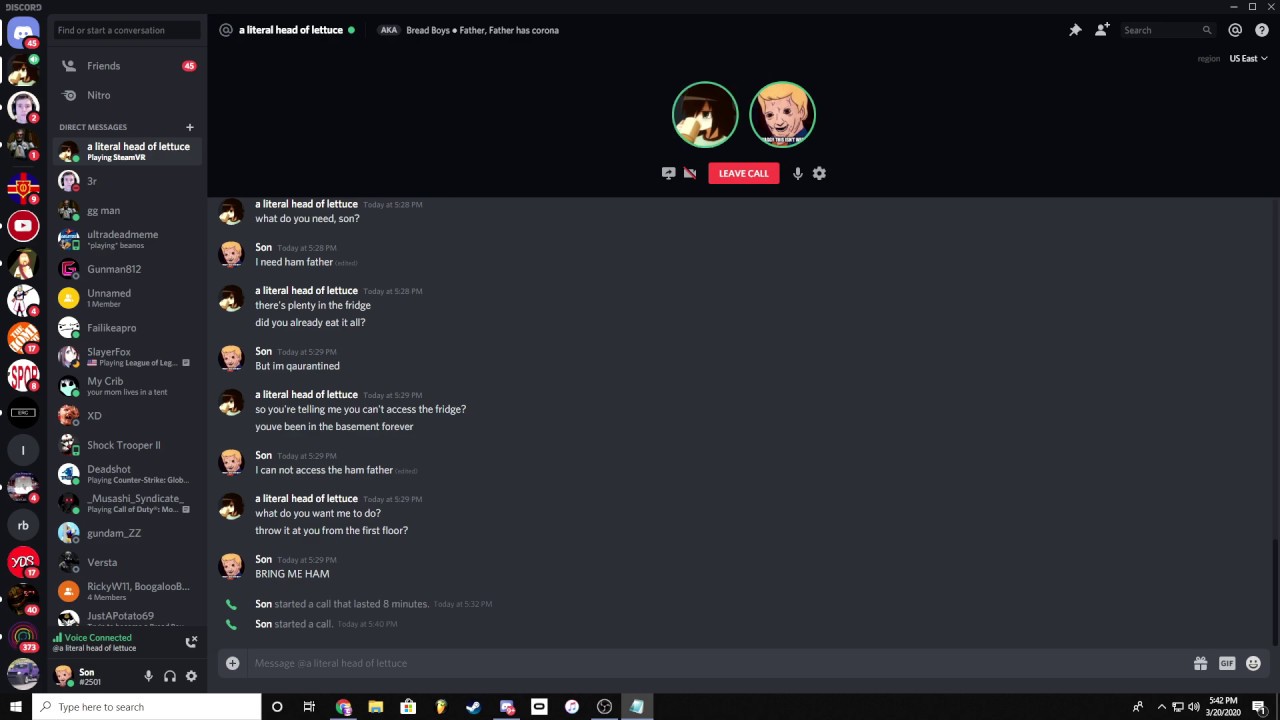 DISCORD
45
2
1
9
4
THE HOME
17
SPQR
8
ERC
I
4
rb
YDS
17
40
373
Find or start a conversation
Friends
45
Nitro
DIRECT MESSAGES
a literal head of lettuce
Playing SteamVR
3r
gg man
ultradeadmeme
"playing" beanos
Gunman812
Unnamed
1 Member
Failikeapro
SlayerFox
Playing League of Leg...
My Crib
your mom lives in a tent
XD
Shock Trooper II
Deadshot
Playing Counter-Strike: Glob...
_Musashi_Syndicate_
Playing Call of Duty®: Mo...
gundam_ZZ
Versta
RickyW11, BoogalooB...
4 Members
JustAPotato69
Voice Connected
@a literal head of lettuce
Son
#2501
a literal head of lettuce
AKA Bread Boys • Father, Father has corona
Search
region US East
LEAVE CALL
a literal head of lettuce Today at 5:28 PM
what do you need, son?
Son Today at 5:28 PM
I need ham father (edited)
a literal head of lettuce Today at 5:28 PM
there's plenty in the fridge
did you already eat it all?
Son Today at 5:29 PM
But im qaurantined
a literal head of lettuce Today at 5:29 PM
so you're telling me you can't access the fridge?
youve been in the basement forever
Son Today at 5:29 PM
I can not access the ham father (edited)
a literal head of lettuce Today at 5:29 PM
what do you want me to do?
throw it at you from the first floor?
Son Today at 5:29 PM
BRING ME HAM
Son started a call that lasted 8 minutes. Today at 5:32 PM
Son started a call. Today at 5:40 PM
Message @a literal head of lettuce
GIF
Type here to search
5:42 PM
3/20/2020